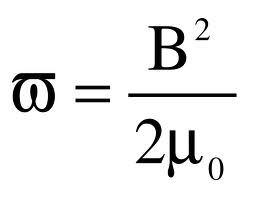 ϖ = B² / 2μ₀